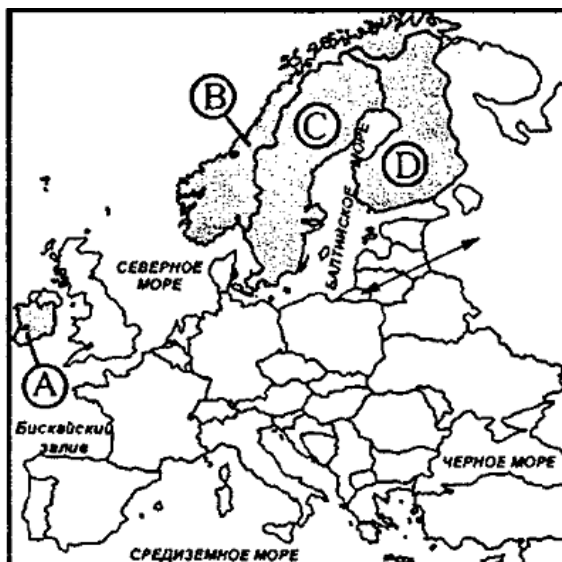 B
C
D
БАЛТИЙСКОЕ МОРЕ
СЕВЕРНОЕ
МОРЕ
A
Бискайский
залив
ЧЕРНОЕ МОРЕ
СРЕДИЗЕМНОЕ МОРЕ